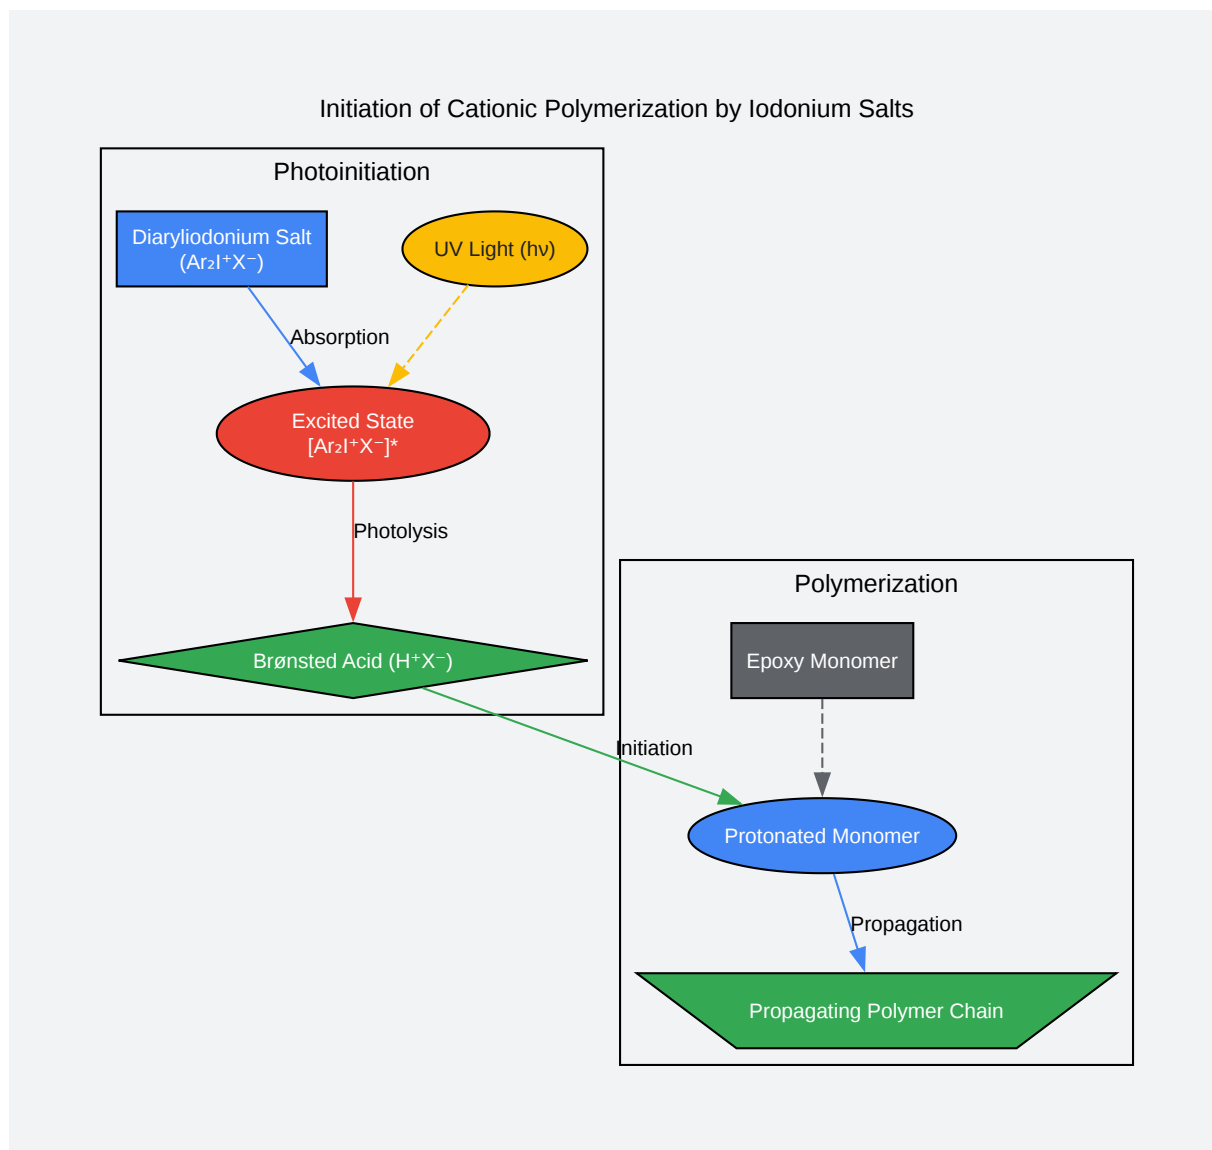 Initiation of Cationic Polymerization by Iodonium Salts
Photoinitiation
Diaryliodonium Salt
(Ar₂I⁺X⁻)
UV Light (hν)
Absorption
Excited State
[Ar₂I⁺X⁻]*
Photolysis
Brønsted Acid (H⁺X⁻)
Polymerization
Epoxy Monomer
Initiation
Protonated Monomer
Propagation
Propagating Polymer Chain